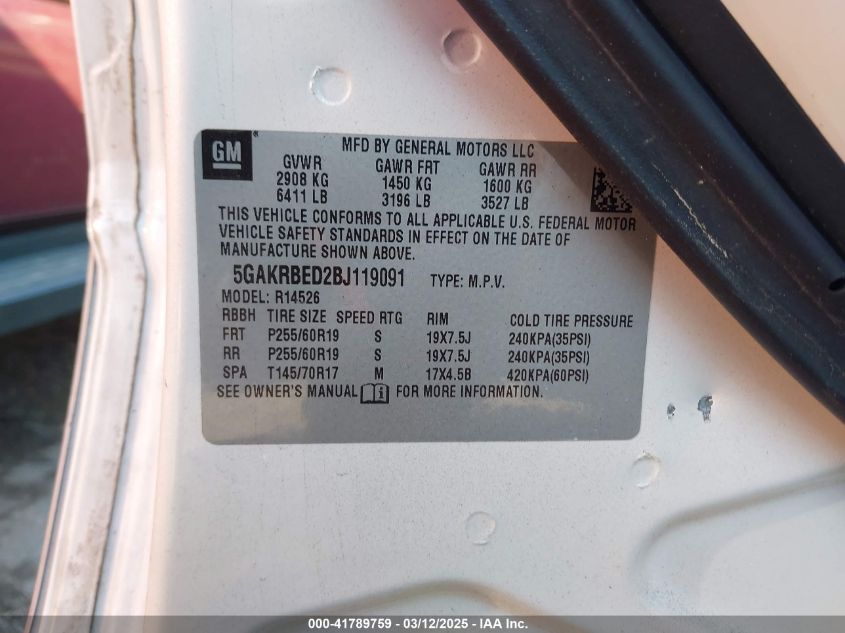 GM® MFD BY GENERAL MOTORS LLC
GVWR GAWR FRT GAWR RR
2908 KG 1450 KG 1600 KG
6411 LB 3196 LB 3527 LB
THIS VEHICLE CONFORMS TO ALL APPLICABLE U.S. FEDERAL MOTOR
VEHICLE SAFETY STANDARDS IN EFFECT ON THE DATE OF
MANUFACTURE SHOWN ABOVE.
5GAKRBED2BJ119091 TYPE: M.P.V.
MODEL: R14526
RBBH TIRE SIZE SPEED RTG RIM COLD TIRE PRESSURE
FRT P255/60R19 S 19X7.5J 240KPA(35PSI)
RR P255/60R19 S 19X7.5J 240KPA(35PSI)
SPA T145/70R17 M 17X4.5B 420KPA(60PSI)
SEE OWNER'S MANUAL FOR MORE INFORMATION.
000-41789759 - 03/12/2025 - IAA Inc.